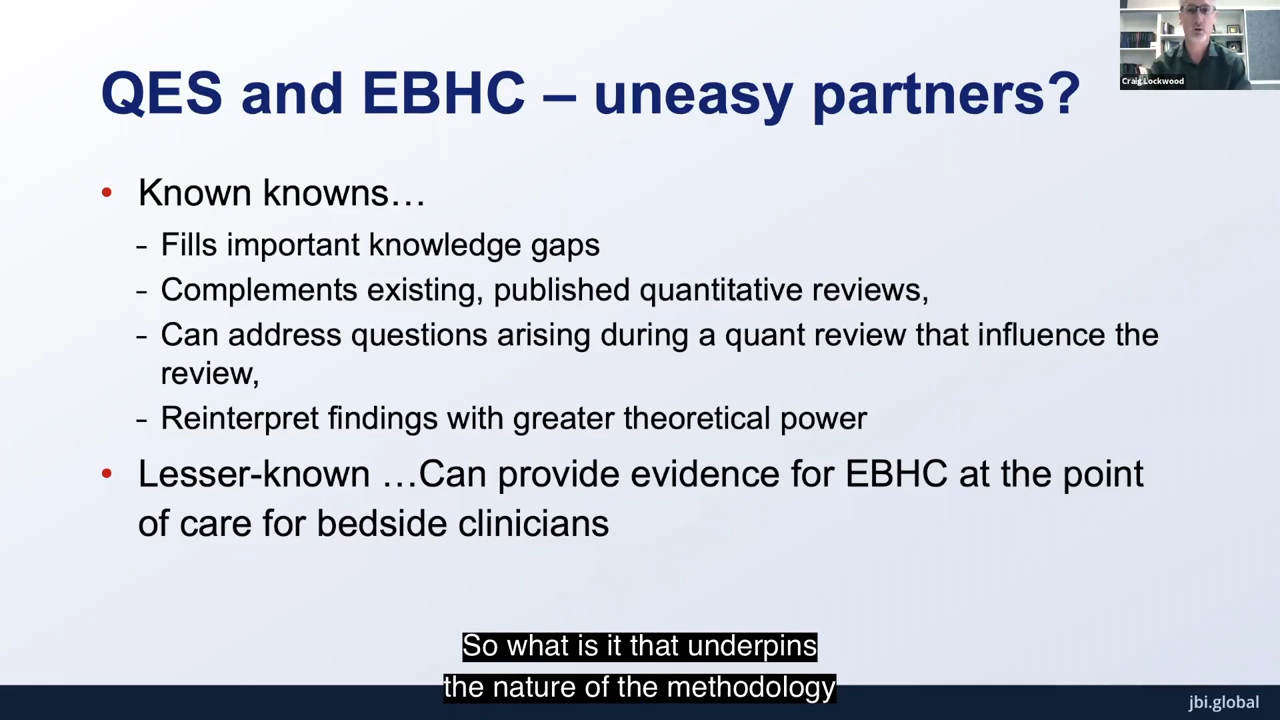 Craig Lockwood
QES and EBHC – uneasy partners?
• Known knowns…
- Fills important knowledge gaps
- Complements existing, published quantitative reviews,
- Can address questions arising during a quant review that influence the
review,
- Reinterpret findings with greater theoretical power
• Lesser-known …Can provide evidence for EBHC at the point
of care for bedside clinicians
So what is it that underpins
the nature of the methodology
jbi.global